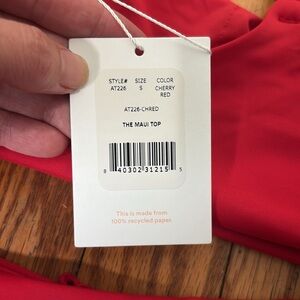 STYLE# SIZE COLOR
AT226 S CHERRY
RED
AT226-CHRED
THE MAUI TOP
8 40302 31215 5
This is made from
100% recycled paper.